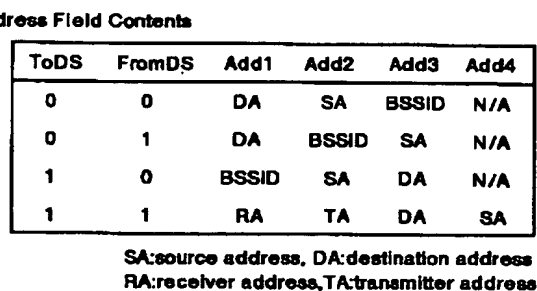 dress Field Contents
ToDS FromDS Add1 Add2 Add3 Add4
0 0 DA SA BSSID N/A
0 1 DA BSSID SA N/A
1 0 BSSID SA DA N/A
1 1 RA TA DA SA
SA:source address, DA:destination address
RA:receiver address,TA:transmitter address